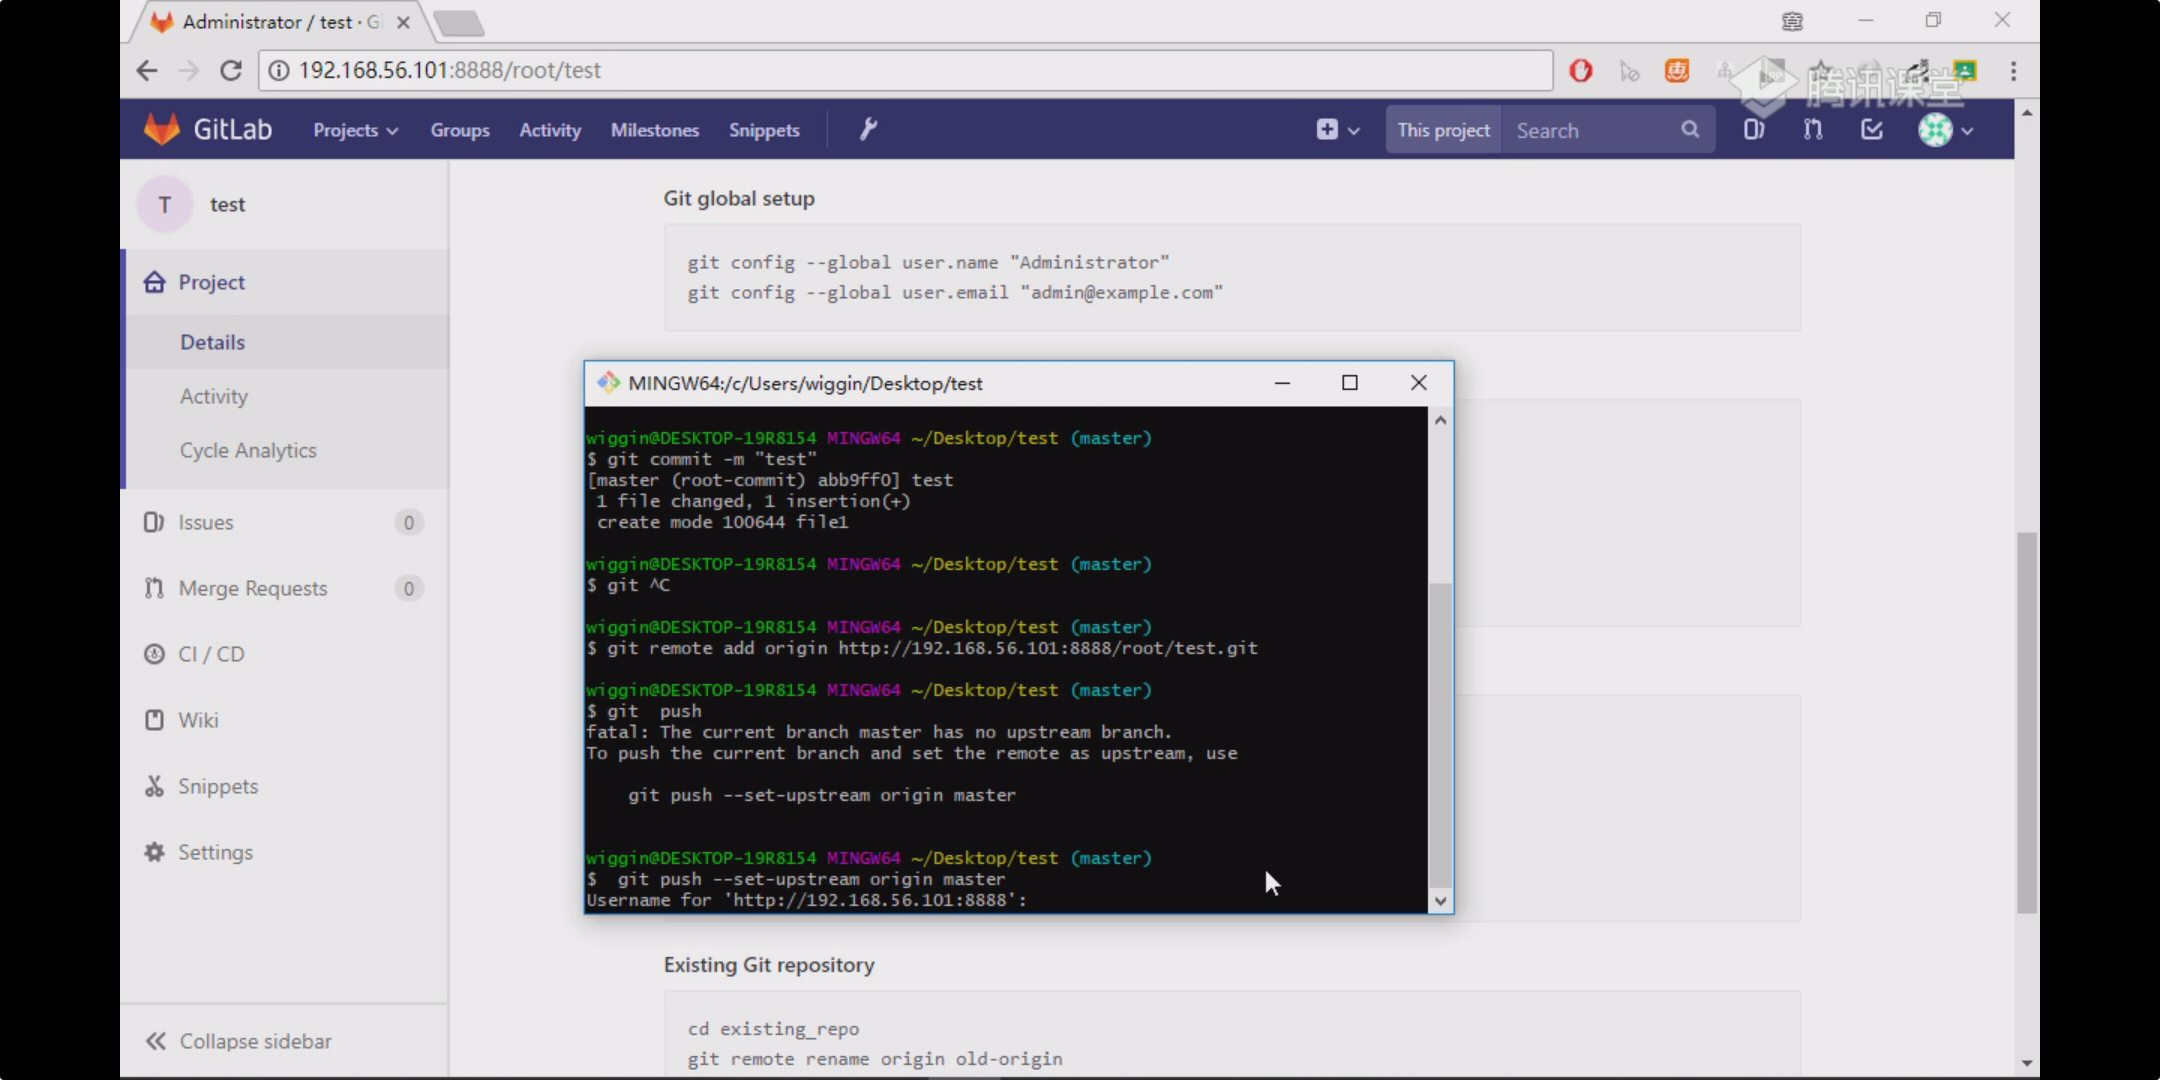 Administrator / test · G
192.168.56.101:8888/root/test
腾讯课堂
GitLab Projects Groups Activity Milestones Snippets This project Search
T test
Project
Details
Activity
Cycle Analytics
Issues 0
Merge Requests 0
CI / CD
Wiki
Snippets
Settings
Collapse sidebar
Git global setup
git config --global user.name "Administrator"
git config --global user.email "admin@example.com"
MINGW64:/c/Users/wiggin/Desktop/test
wiggin@DESKTOP-19R8154 MINGW64 ~/Desktop/test (master)
$ git commit -m "test"
[master (root-commit) abb9ff0] test
1 file changed, 1 insertion(+)
create mode 100644 file1
wiggin@DESKTOP-19R8154 MINGW64 ~/Desktop/test (master)
$ git ^C
wiggin@DESKTOP-19R8154 MINGW64 ~/Desktop/test (master)
$ git remote add origin http://192.168.56.101:8888/root/test.git
wiggin@DESKTOP-19R8154 MINGW64 ~/Desktop/test (master)
$ git  push
fatal: The current branch master has no upstream branch.
To push the current branch and set the remote as upstream, use
git push --set-upstream origin master
wiggin@DESKTOP-19R8154 MINGW64 ~/Desktop/test (master)
$  git push --set-upstream origin master
Username for 'http://192.168.56.101:8888':
Existing Git repository
cd existing_repo
git remote rename origin old-origin